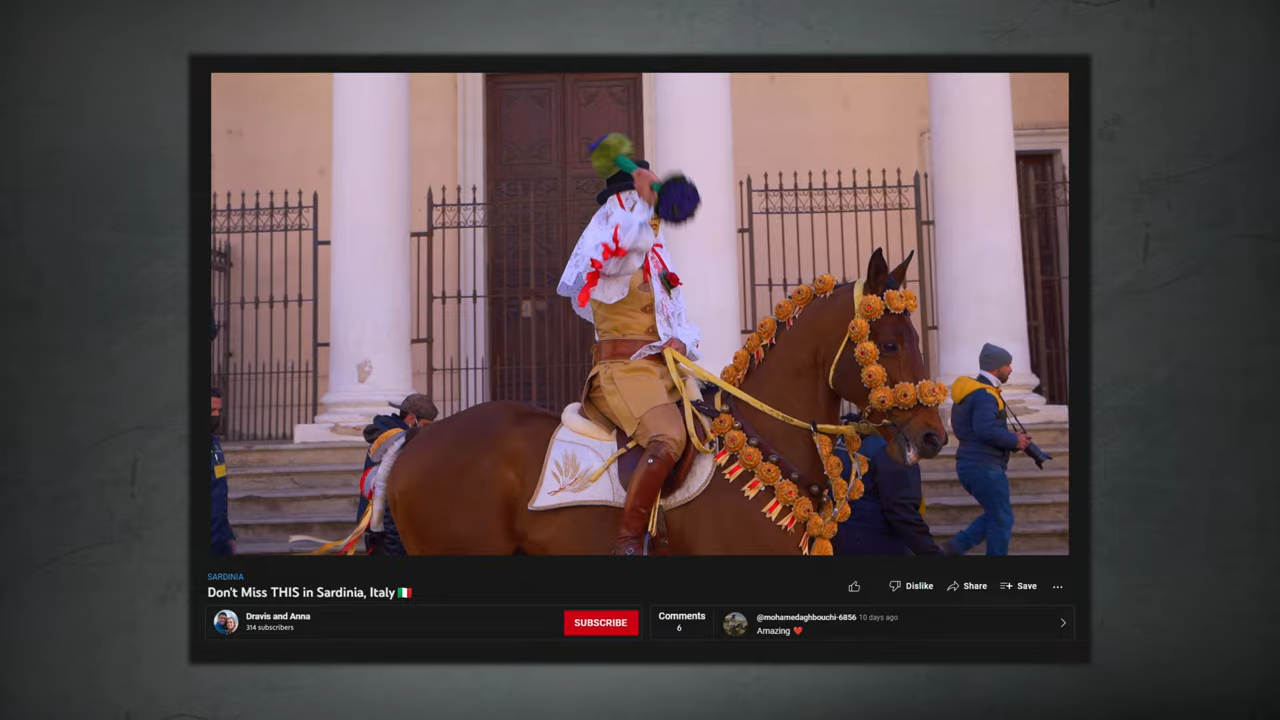 SARDINIA
Don't Miss THIS in Sardinia, Italy
Dislike
Share
Save
Dravis and Anna
314 subscribers
SUBSCRIBE
Comments
6
@mohamedaghbouchi-6856 10 days ago
Amazing ❤️